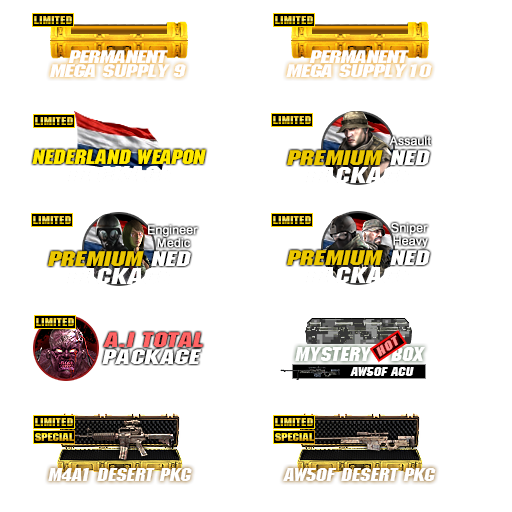 LIMITED
PERMANENT
MEGA SUPPLY 9
LIMITED
PERMANENT
MEGA SUPPLY 10
LIMITED
NEDERLAND WEAPON
LIMITED
Assault
PREMIUM NED
CKA
LIMITED
Engineer
Medic
PREMIUM NED
CKA
LIMITED
Sniper
Heavy
PREMIUM NED
CKA
LIMITED
A.I TOTAL
PACKAGE
MYSTERY HOT BOX
AW50F ACU
LIMITED
SPECIAL
M4A1 DESERT PKG
LIMITED
SPECIAL
AW50F DESERT PKG